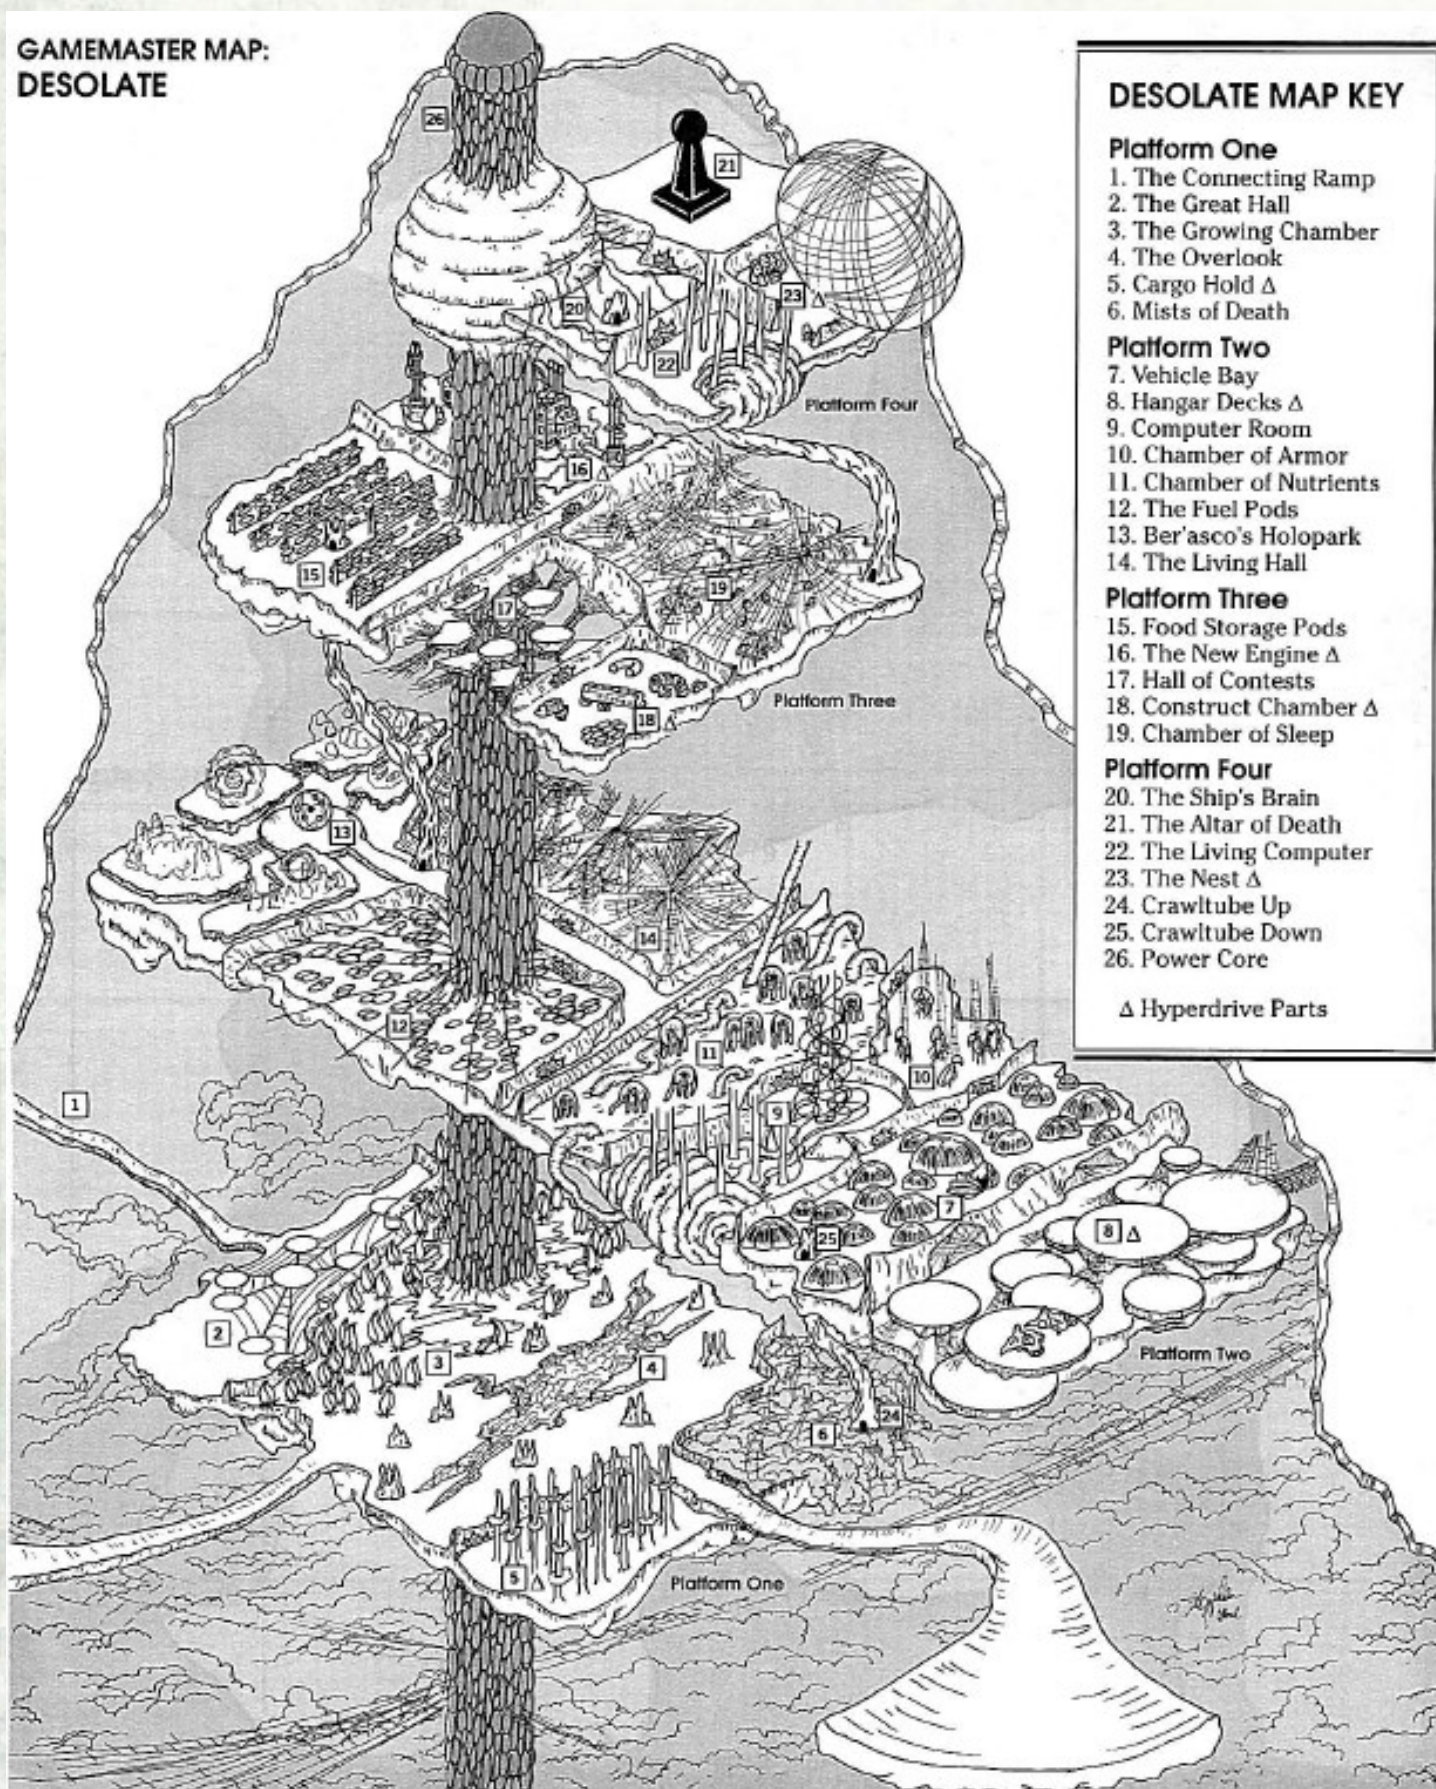 GAMEMASTER MAP:
DESOLATE
DESOLATE MAP KEY
Platform One
1. The Connecting Ramp
2. The Great Hall
3. The Growing Chamber
4. The Overlook
5. Cargo Hold Δ
6. Mists of Death
Platform Two
7. Vehicle Bay
8. Hangar Decks Δ
9. Computer Room
10. Chamber of Armor
11. Chamber of Nutrients
12. The Fuel Pods
13. Ber'asco's Holopark
14. The Living Hall
Platform Three
15. Food Storage Pods
16. The New Engine Δ
17. Hall of Contests
18. Construct Chamber Δ
19. Chamber of Sleep
Platform Four
20. The Ship's Brain
21. The Altar of Death
22. The Living Computer
23. The Nest Δ
24. Crawltube Up
25. Crawltube Down
26. Power Core
Δ Hyperdrive Parts
26
21
20
23 Δ
22
Platform Four
16 Δ
15
19
17
18 Δ
Platform Three
13
14
12
11
10
1
9
7
8 Δ
25
2
Platform Two
3
4
24
6
5 Δ
Platform One